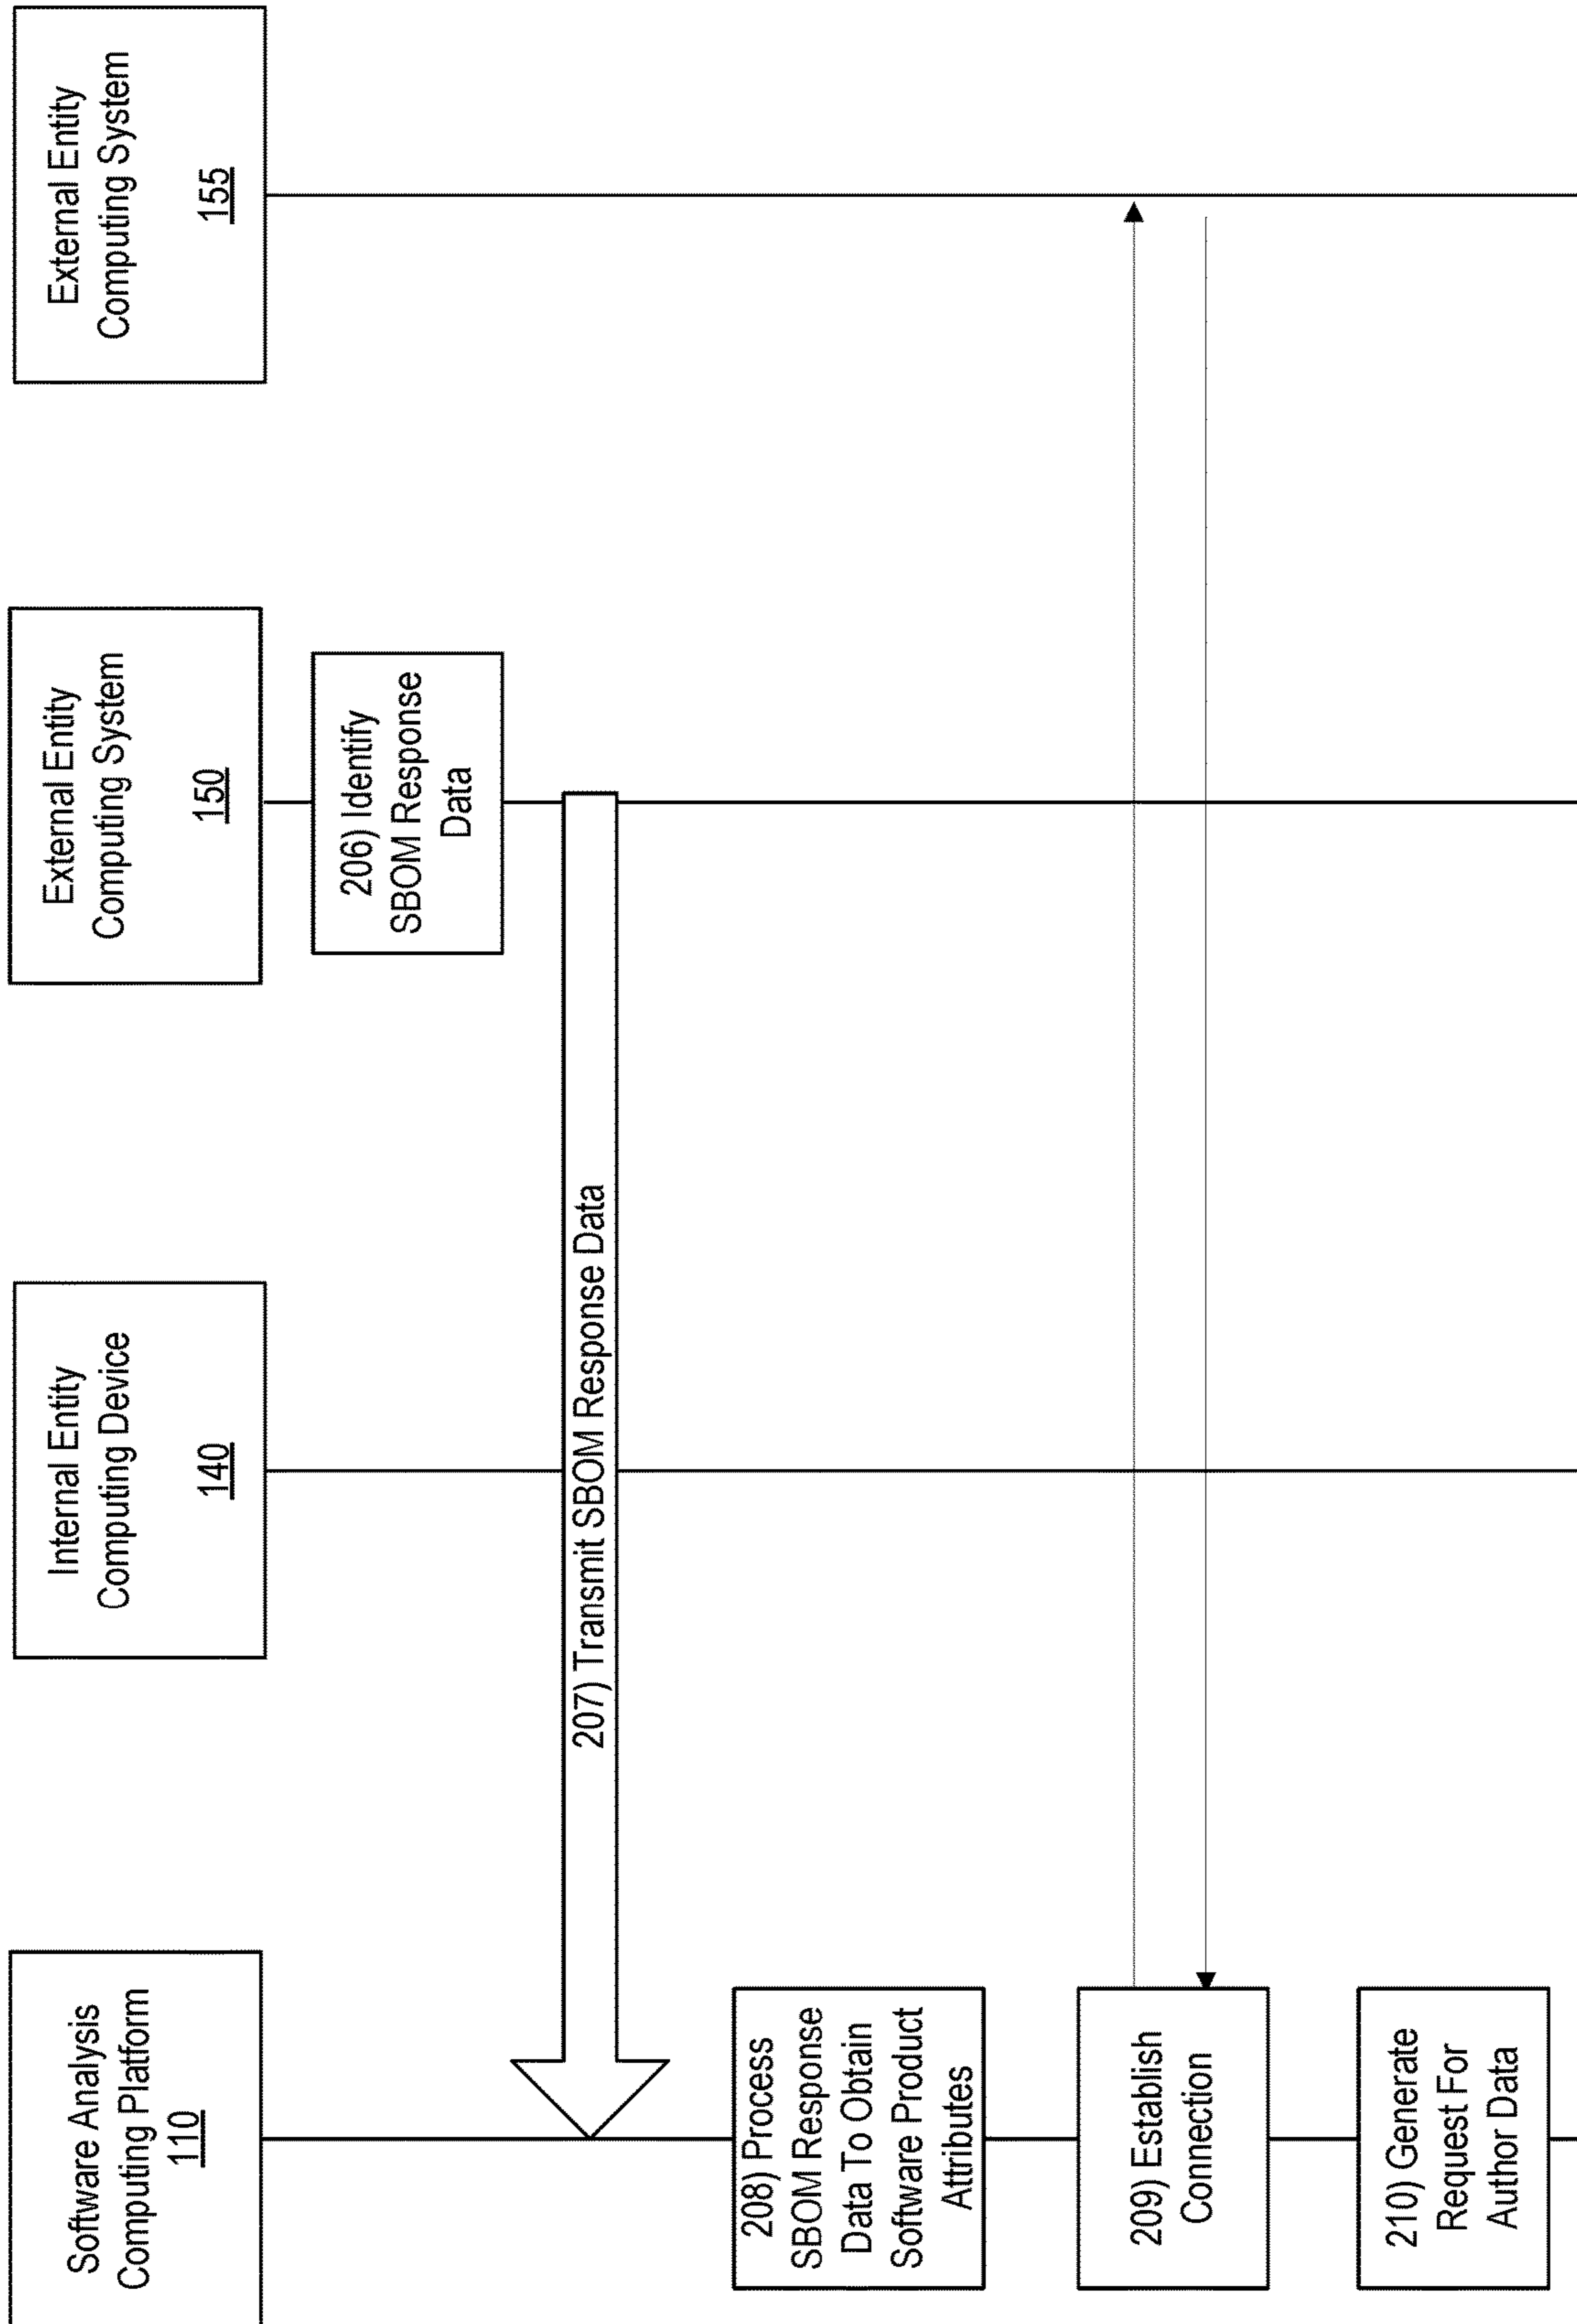 Software Analysis
Computing Platform
110
Internal Entity
Computing Device
140
External Entity
Computing System
150
External Entity
Computing System
155
206) Identify
SBOM Response
Data
207) Transmit SBOM Response Data
208) Process
SBOM Response
Data To Obtain
Software Product
Attributes
209) Establish
Connection
210) Generate
Request For
Author Data